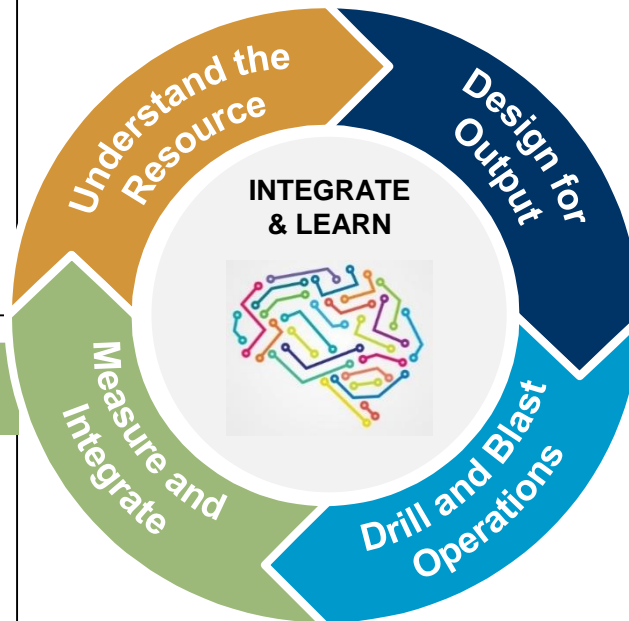 Understand the
Resource
Design for
Output
INTEGRATE
& LEARN
Measure and
Integrate
Drill and Blast
Operations